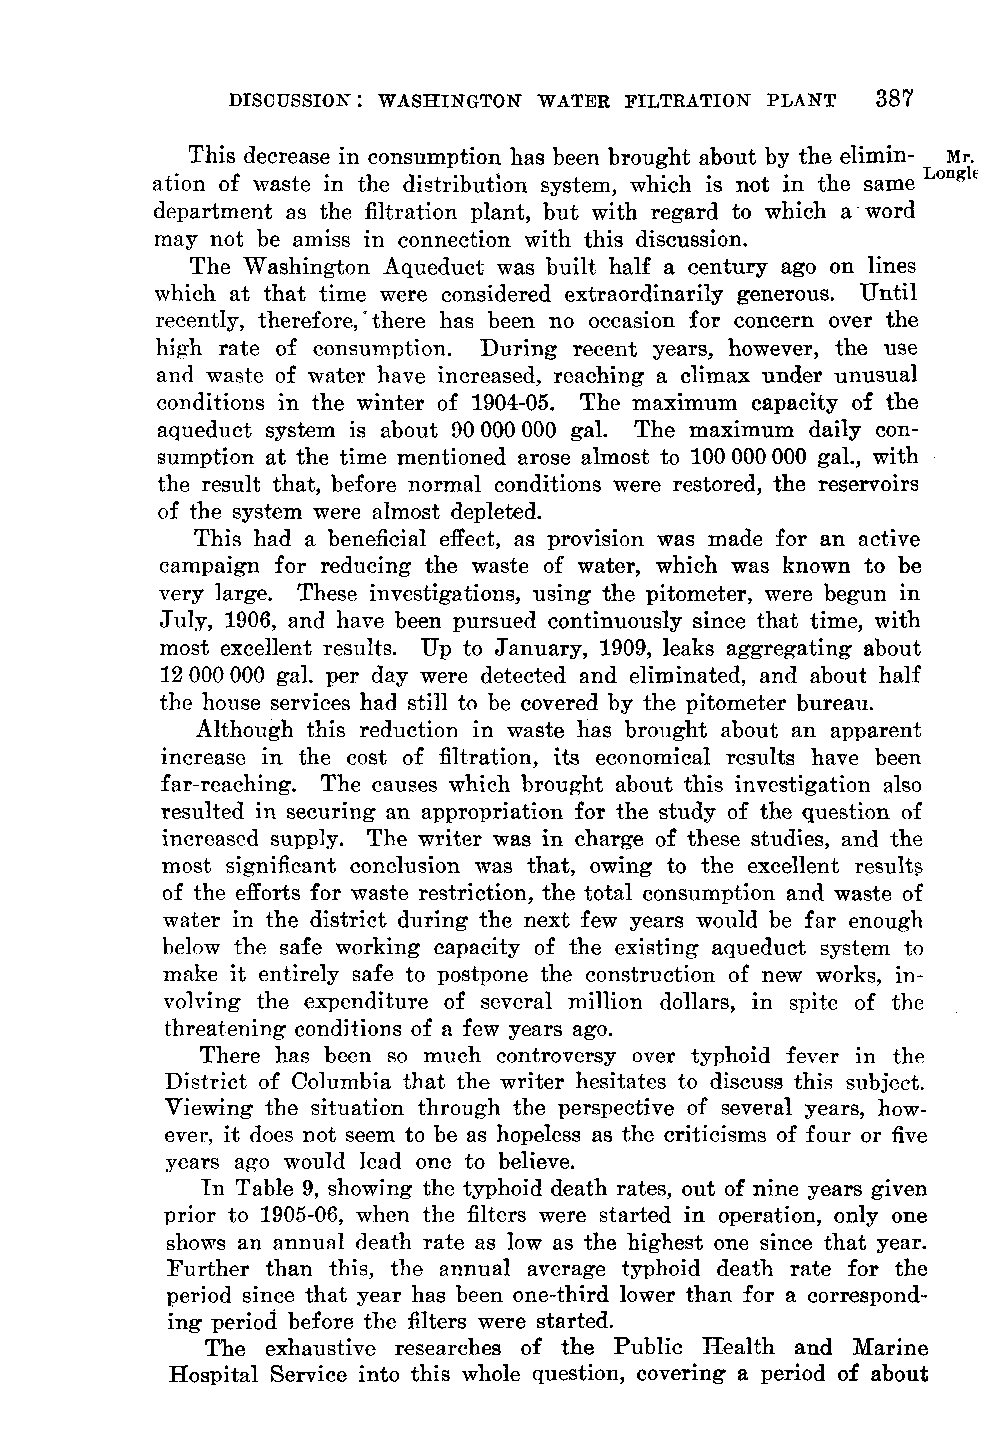 DISCUSSION: WASHINGTON WATER FILTRATION PLANT 387
This decrease in consumption has been brought about by the elimin- Mr.
ation of waste in the distribution system, which is not in the same Longle
department as the filtration plant, but with regard to which a word
may not be amiss in connection with this discussion.
The Washington Aqueduct was built half a century ago on lines
which at that time were considered extraordinarily generous. Until
recently, therefore, there has been no occasion for concern over the
high rate of consumption. During recent years, however, the use
and waste of water have increased, reaching a climax under unusual
conditions in the winter of 1904-05. The maximum capacity of the
aqueduct system is about 90 000 000 gal. The maximum daily con-
sumption at the time mentioned arose almost to 100 000 000 gal., with
the result that, before normal conditions were restored, the reservoirs
of the system were almost depleted.
This had a beneficial effect, as provision was made for an active
campaign for reducing the waste of water, which was known to be
very large. These investigations, using the pitometer, were begun in
July, 1906, and have been pursued continuously since that time, with
most excellent results. Up to January, 1909, leaks aggregating about
12 000 000 gal. per day were detected and eliminated, and about half
the house services had still to be covered by the pitometer bureau.
Although this reduction in waste has brought about an apparent
increase in the cost of filtration, its economical results have been
far-reaching. The causes which brought about this investigation also
resulted in securing an appropriation for the study of the question of
increased supply. The writer was in charge of these studies, and the
most significant conclusion was that, owing to the excellent results
of the efforts for waste restriction, the total consumption and waste of
water in the district during the next few years would be far enough
below the safe working capacity of the existing aqueduct system to
make it entirely safe to postpone the construction of new works, in-
volving the expenditure of several million dollars, in spite of the
threatening conditions of a few years ago.
There has been so much controversy over typhoid fever in the
District of Columbia that the writer hesitates to discuss this subject.
Viewing the situation through the perspective of several years, how-
ever, it does not seem to be as hopeless as the criticisms of four or five
years ago would lead one to believe.
In Table 9, showing the typhoid death rates, out of nine years given
prior to 1905-06, when the filters were started in operation, only one
shows an annual death rate as low as the highest one since that year.
Further than this, the annual average typhoid death rate for the
period since that year has been one-third lower than for a correspond-
ing period before the filters were started.
The exhaustive researches of the Public Health and Marine
Hospital Service into this whole question, covering a period of about